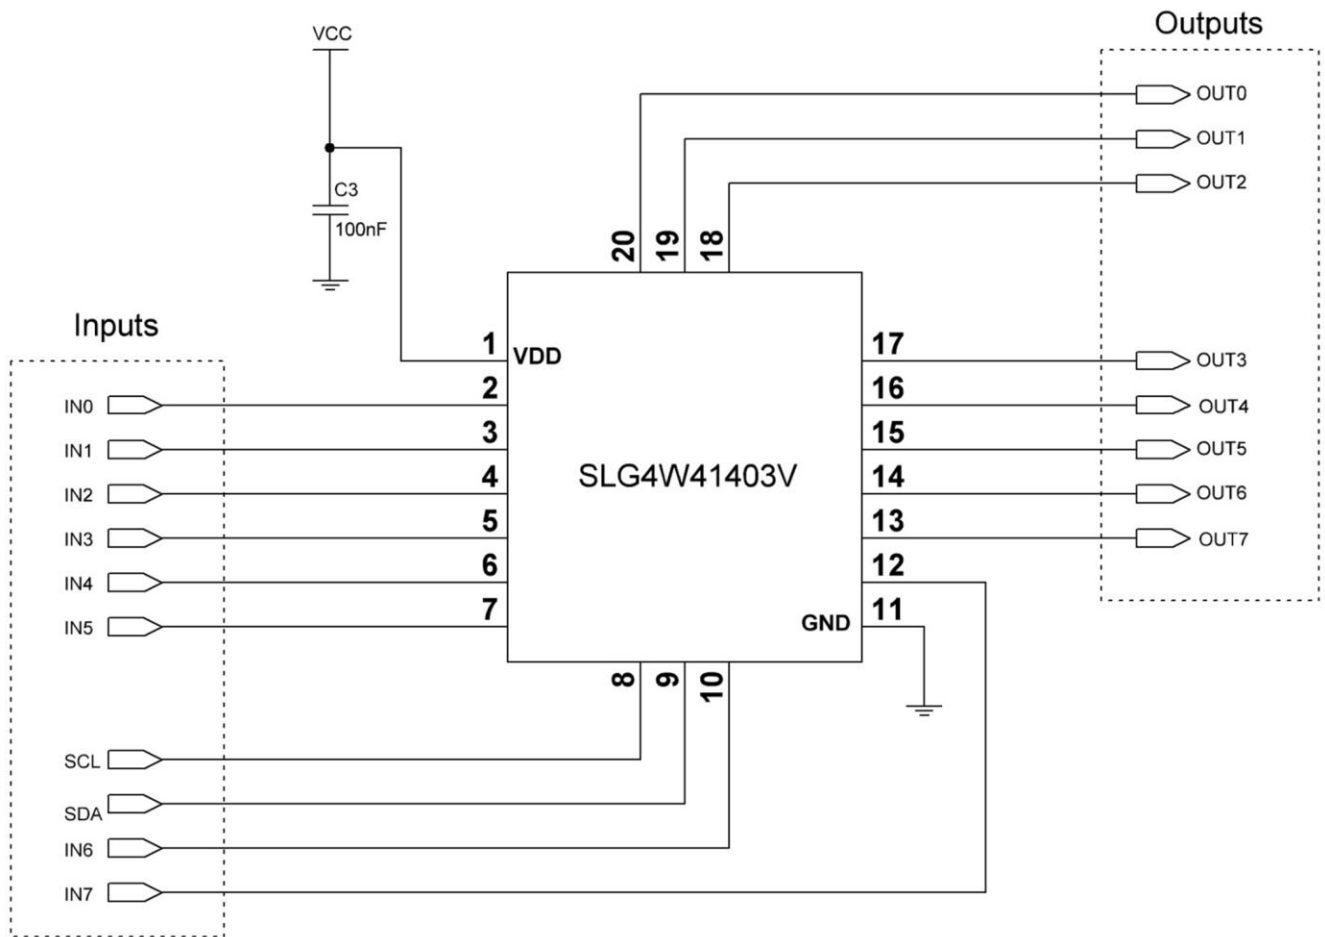 Outputs
VCC
OUT0
OUT1
OUT2
C3
100nF
20
19
18
Inputs
1
VDD
17
OUT3
2
IN0
16
OUT4
3
IN1
15
OUT5
SLG4W41403V
4
IN2
14
OUT6
5
IN3
13
OUT7
6
IN4
12
7
IN5
GND
11
8
9
10
SCL
SDA
IN6
IN7